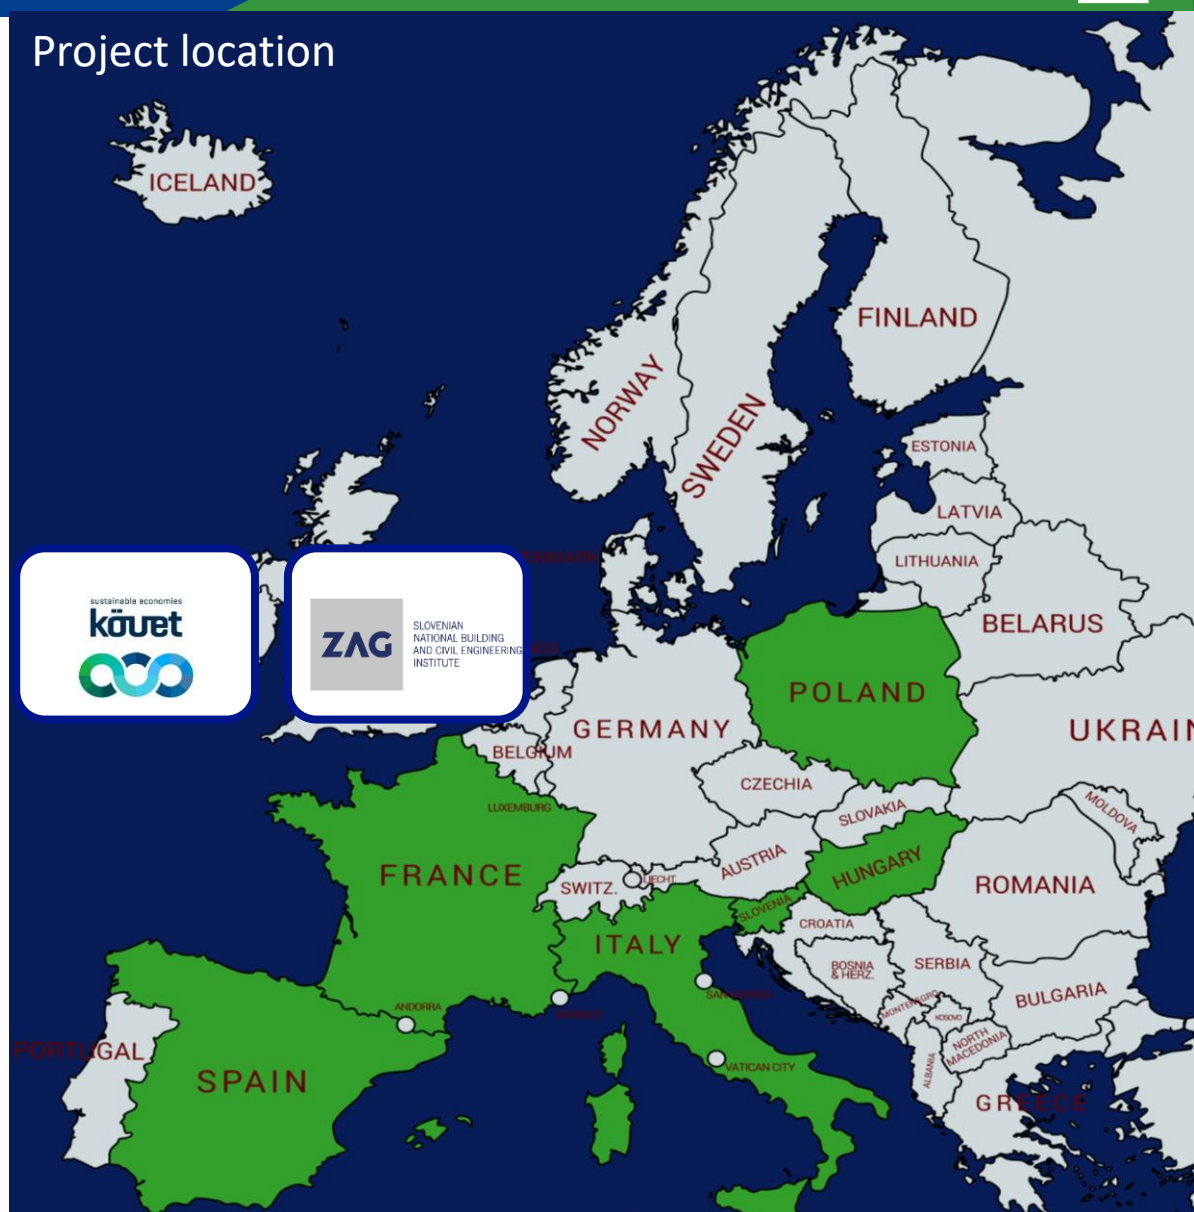 Project location
ICELAND
FINLAND
NORWAY
SWEDEN
ESTONIA
LATVIA
LITHUANIA
BELARUS
sustainable economies
köuet
ZAG
SLOVENIAN
NATIONAL BUILDING
AND CIVIL ENGINEERING
INSTITUTE
POLAND
GERMANY
UKRAIN
BELGIUM
CZECHIA
LUXEMBURG
SLOVAKIA
MOLDOVA
AUSTRIA
HUNGARY
FRANCE
SWITZ.
LIECHT.
ROMANIA
SLOVENIA
CROATIA
ITALY
BOSNIA
& HERZ.
SERBIA
BULGARIA
MONTENEGRO
KOSOVO
ANDORRA
NORTH
MACEDONIA
PORTUGAL
SPAIN
VATICAN CITY
ALBANIA
GREECE